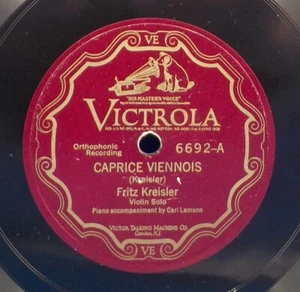 VE
"HIS MASTER'S VOICE"
VICTROLA
Orthophonic
Recording
6692-A
CAPRICE VIENNOIS
(Kreisler)
Fritz Kreisler
Violin Solo
Piano accompaniment by Carl Lamson
VICTOR TALKING MACHINE CO.
Camden, N.J.
VE